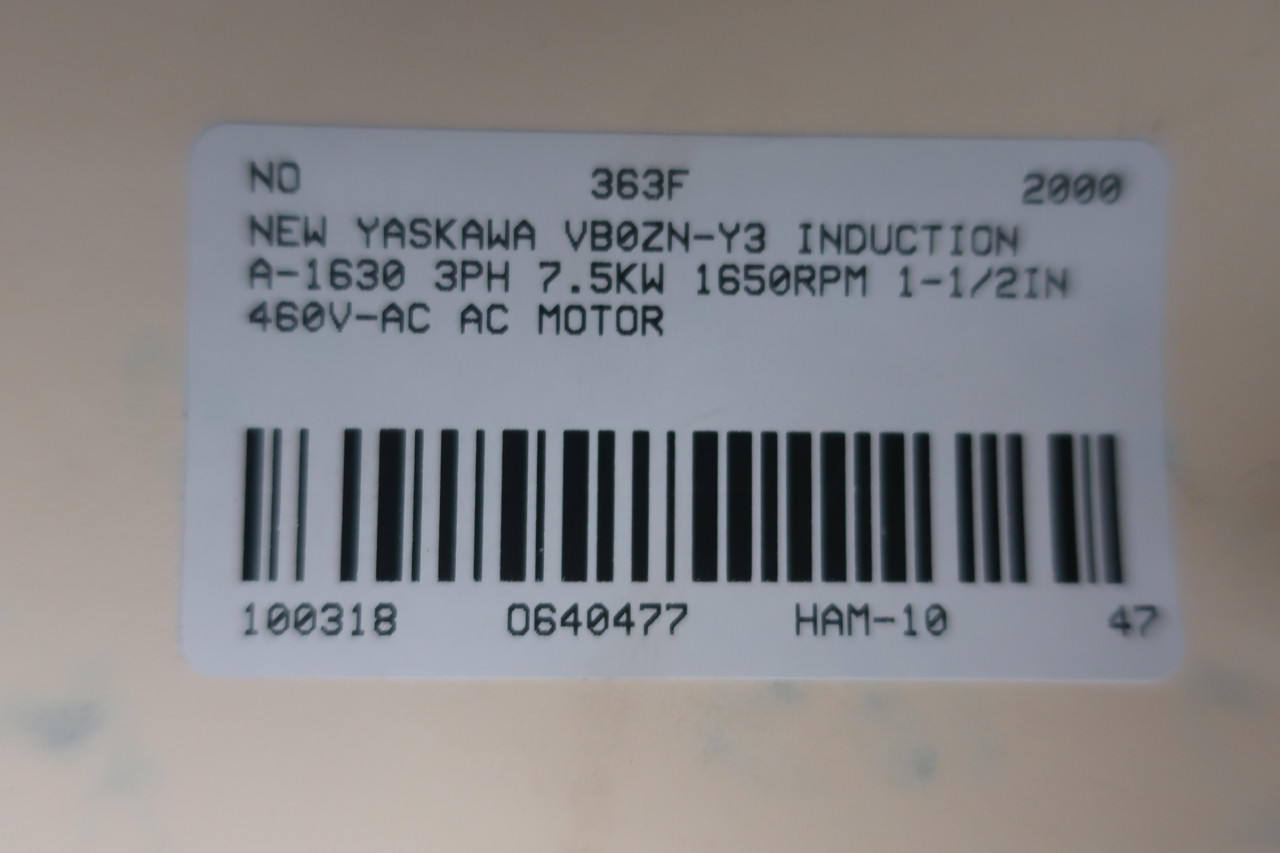 NO 363F 2000
NEW YASKAWA VB0ZN-Y3 INDUCTION
A-1630 3PH 7.5KW 1650RPM 1-1/2IN
460V-AC AC MOTOR
100318 O640477 HAM-10 47